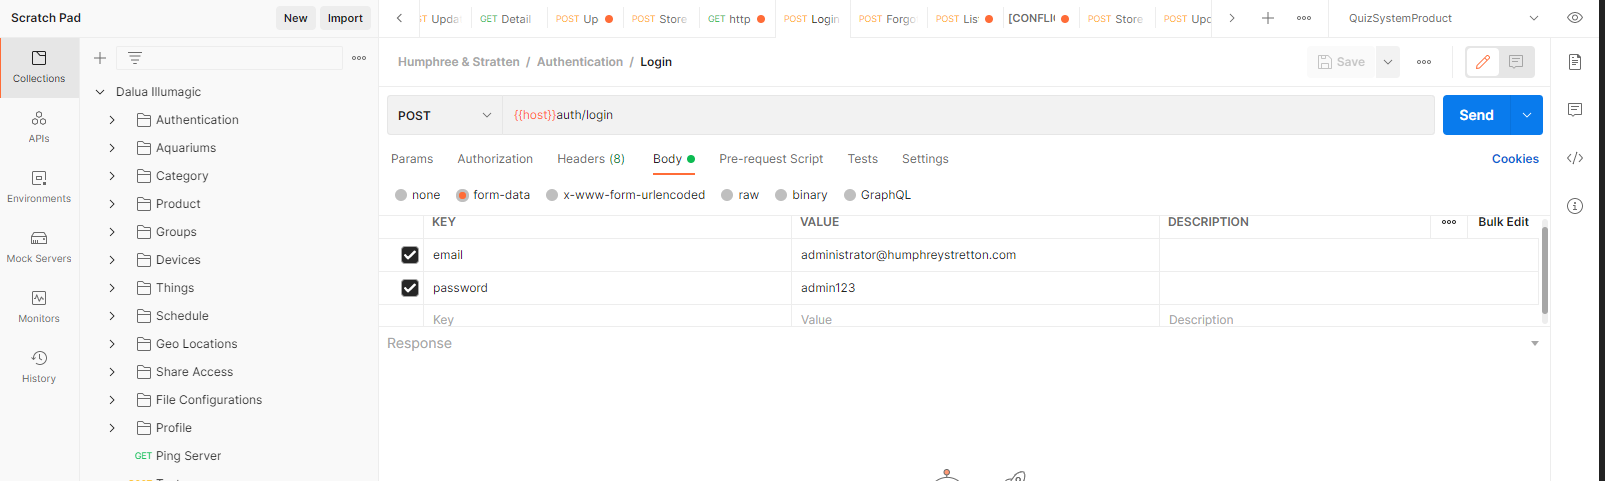 Scratch Pad New Import
Upda GET Detail POST Up POST Store GET http POST Login POST Forgo POST Lis [CONFLI POST Store POST Upd QuizSystemProduct
Collections
APIs
Environments
Mock Servers
Monitors
History
Dalua Illumagic
Authentication
Aquariums
Category
Product
Groups
Devices
Things
Schedule
Geo Locations
Share Access
File Configurations
Profile
GET Ping Server
Humphree & Stratten / Authentication / Login Save
POST {{host}}auth/login Send
Params Authorization Headers (8) Body Pre-request Script Tests Settings Cookies
none form-data x-www-form-urlencoded raw binary GraphQL
KEY VALUE DESCRIPTION Bulk Edit
email administrator@humphreystretton.com
password admin123
Key Value Description
Response